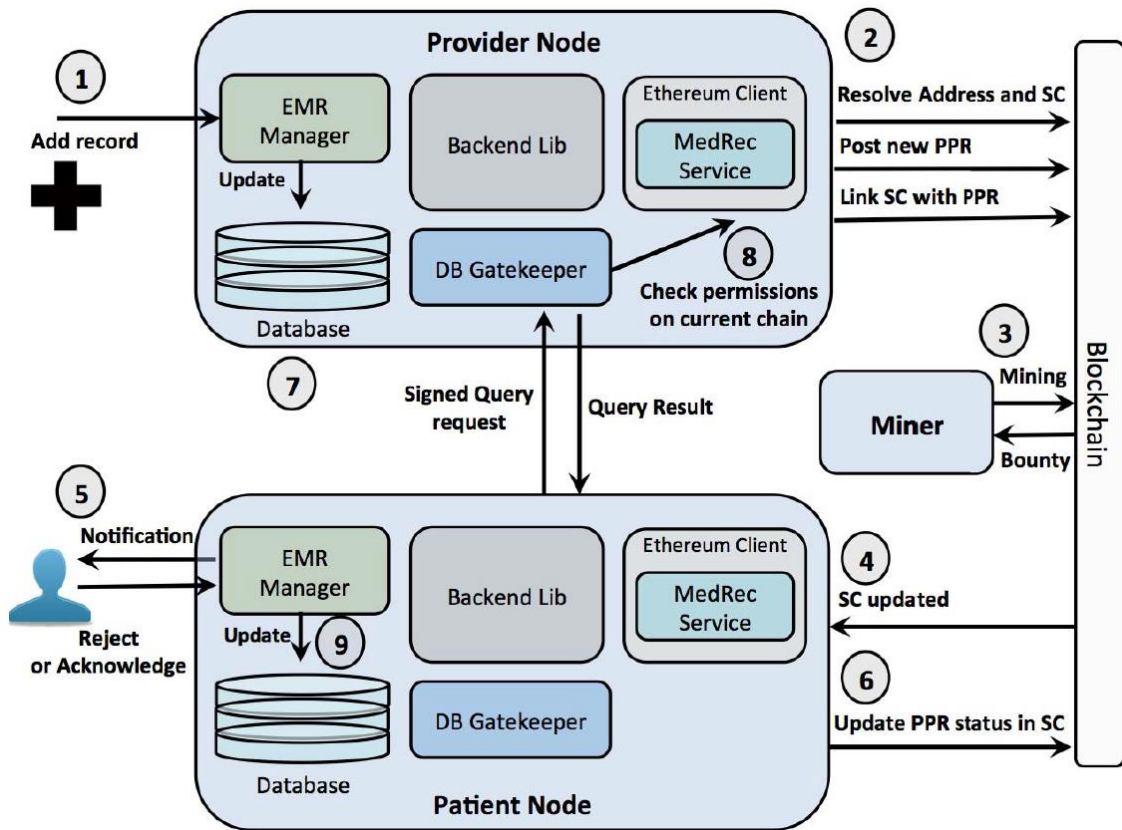 Provider Node
1
Add record
EMR
Manager
Update
Database
Backend Lib
Ethereum Client
MedRec
Service
DB Gatekeeper
8
Check permissions
on current chain
2
Resolve Address and SC
Post new PPR
Link SC with PPR
Blockchain
3
Mining
Miner
Bounty
7
Signed Query
request
Query Result
5
Notification
Reject
or Acknowledge
EMR
Manager
Update
9
Database
Backend Lib
Ethereum Client
MedRec
Service
DB Gatekeeper
Patient Node
4
SC updated
6
Update PPR status in SC